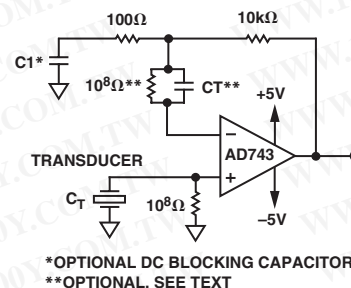 100Ω
10kΩ
C1*
10⁸Ω**
CT**
+5V
AD743
TRANSDUCER
C_T
10⁸Ω
–5V
*OPTIONAL DC BLOCKING CAPACITOR
**OPTIONAL, SEE TEXT